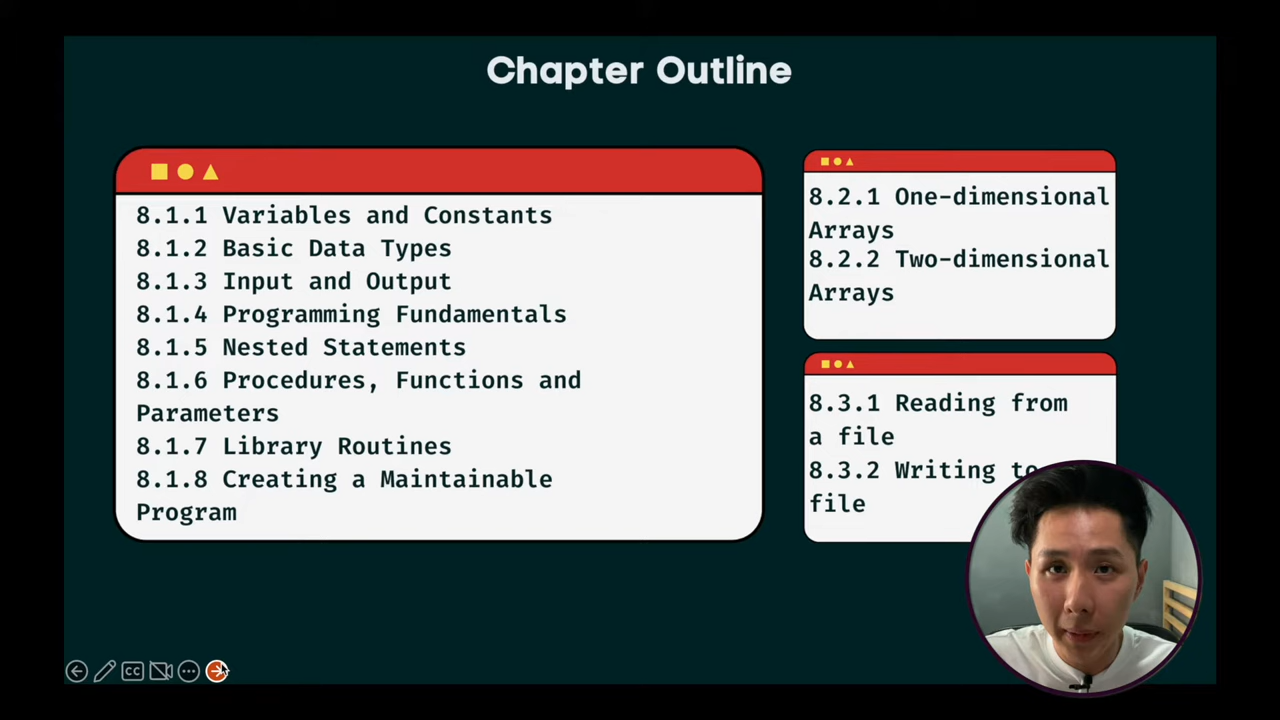 Chapter Outline
8.1.1 Variables and Constants
8.1.2 Basic Data Types
8.1.3 Input and Output
8.1.4 Programming Fundamentals
8.1.5 Nested Statements
8.1.6 Procedures, Functions and
Parameters
8.1.7 Library Routines
8.1.8 Creating a Maintainable
Program
8.2.1 One-dimensional
Arrays
8.2.2 Two-dimensional
Arrays
8.3.1 Reading from
a file
8.3.2 Writing to
file
CC